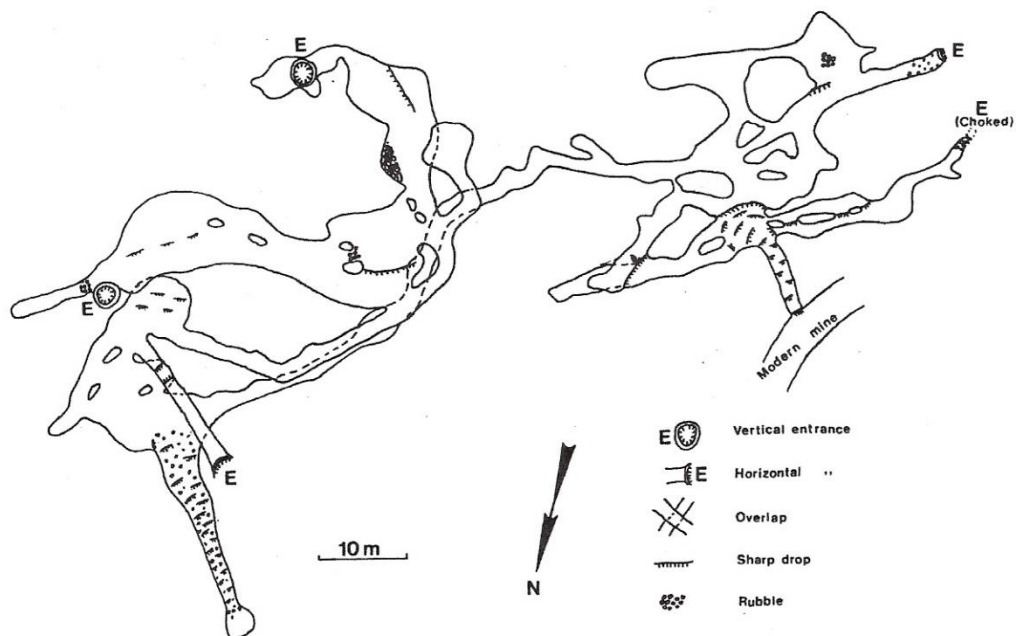 E
E
E
(Choked)
E
E
Modern mine
10 m
N
E Vertical entrance
E Horizontal "
Overlap
Sharp drop
Rubble